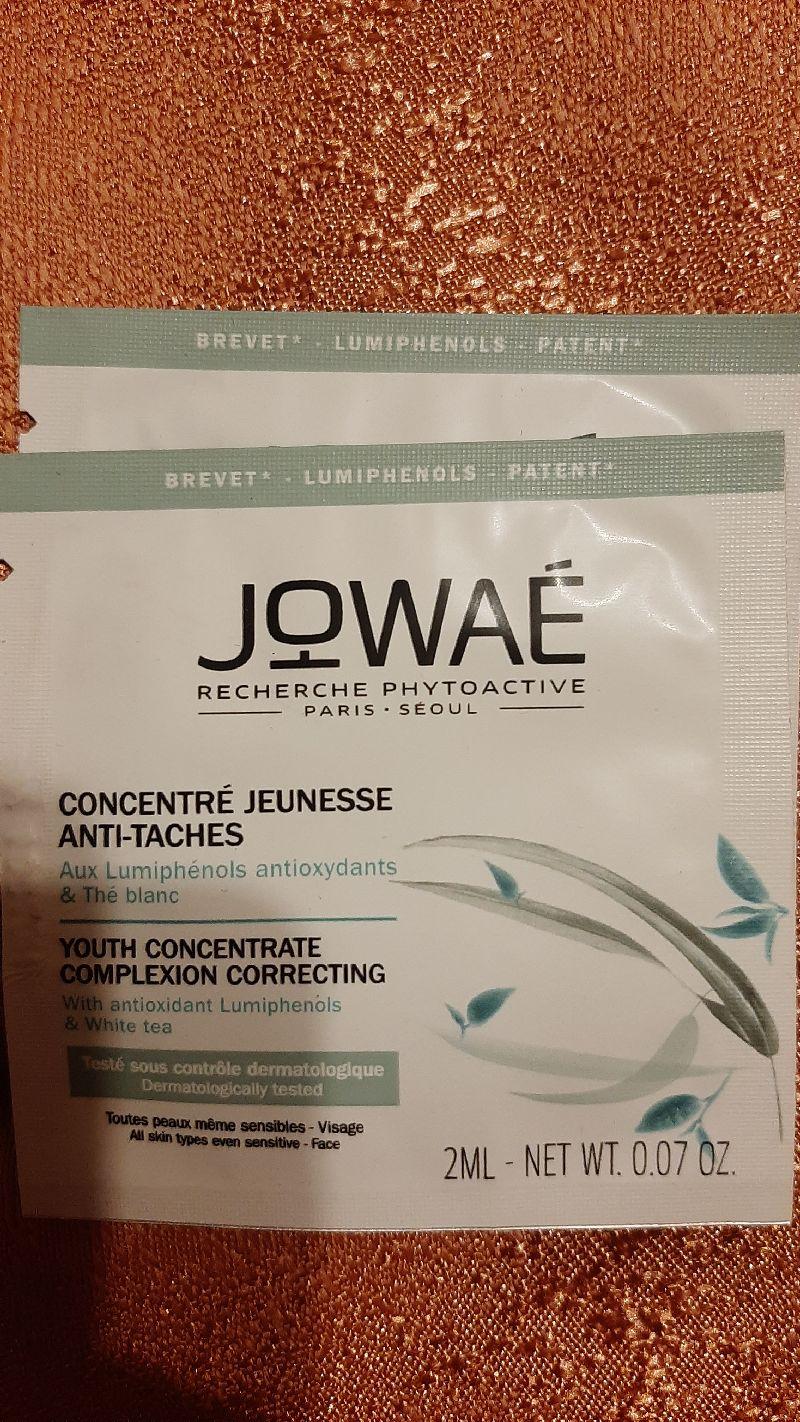 BREVET* - LUMIPHENOLS - PATENT*
BREVET* - LUMIPHENOLS - PATENT*
JOWAÉ
RECHERCHE PHYTOACTIVE
PARIS • SÉOUL
CONCENTRÉ JEUNESSE
ANTI-TACHES
Aux Lumiphénols antioxydants
& Thé blanc
YOUTH CONCENTRATE
COMPLEXION CORRECTING
With antioxidant Lumiphenols
& White tea
Testé sous contrôle dermatologique
Dermatologically tested
Toutes peaux même sensibles - Visage
All skin types even sensitive - Face
2ML - NET WT. 0.07 OZ.